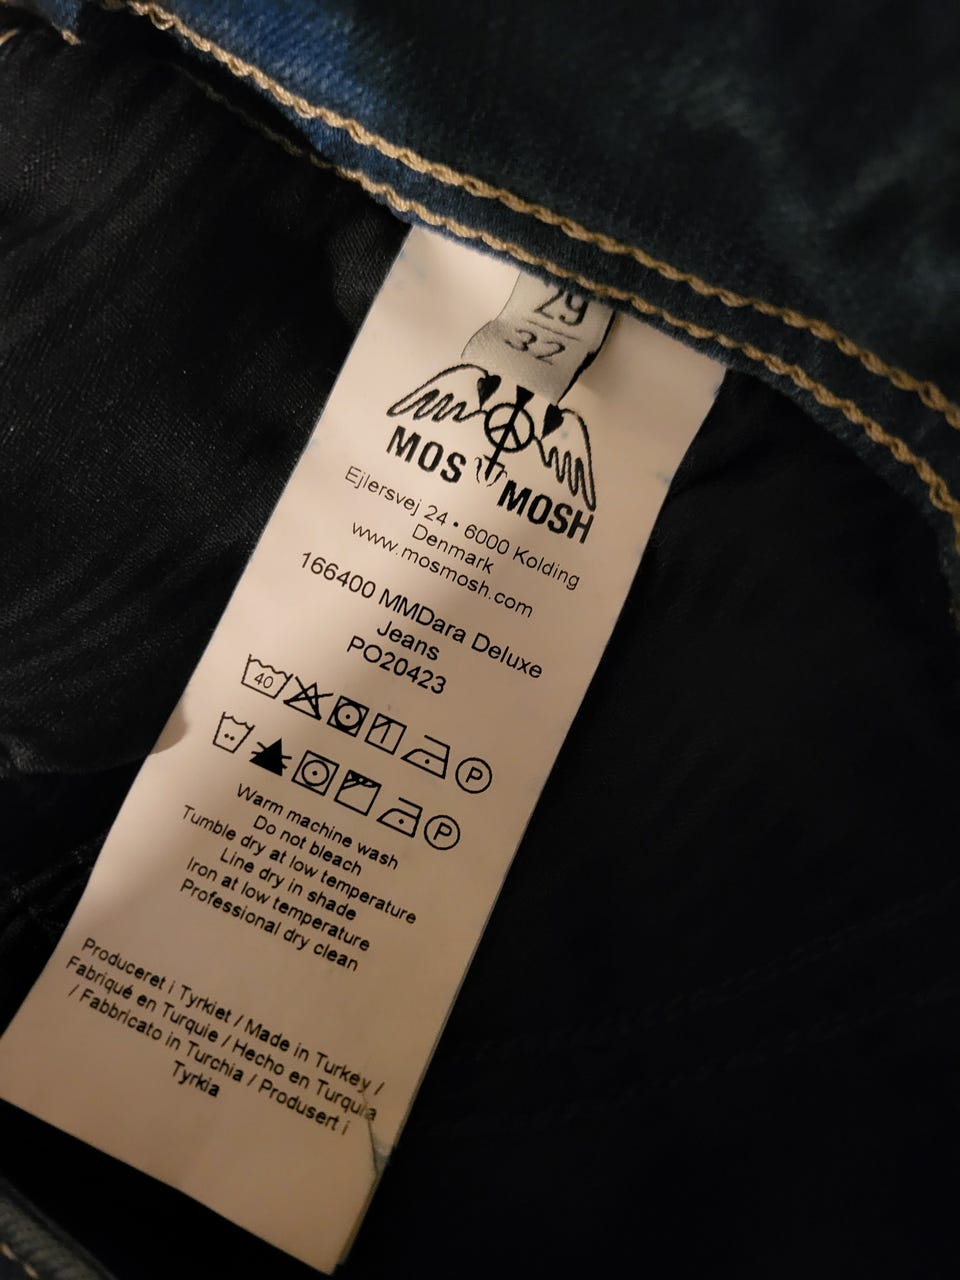 29
32
MOS MOSH
Ejlersvej 24 • 6000 Kolding
Denmark
www.mosmosh.com
166400 MMDara Deluxe
Jeans
PO20423
40
P
P
Warm machine wash
Do not bleach
Tumble dry at low temperature
Line dry in shade
Iron at low temperature
Professional dry clean
Produceret i Tyrkiet / Made in Turkey /
Fabriqué en Turquie / Hecho en Turquia
/ Fabbricato in Turchia / Produsert i
Tyrkia